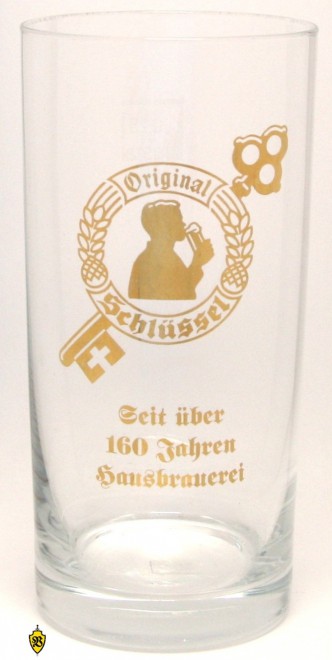 Original
Schlüssel
Seit über
160 Jahren
Hausbrauerei